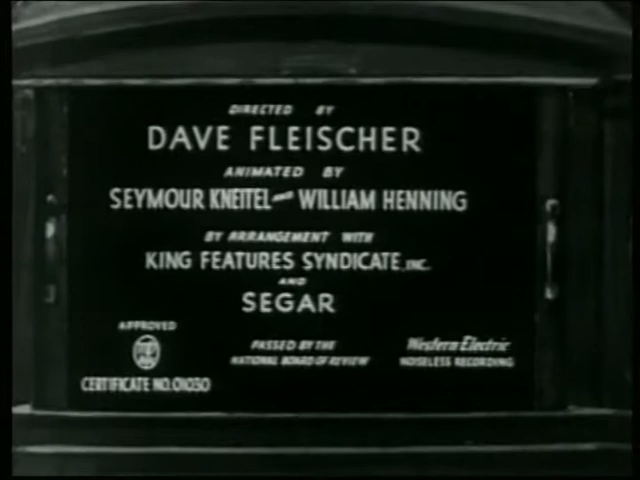 DIRECTED BY
DAVE FLEISCHER
ANIMATED BY
SEYMOUR KNEITEL and WILLIAM HENNING
BY ARRANGEMENT WITH
KING FEATURES SYNDICATE, INC.
AND
SEGAR
APPROVED
CERTIFICATE NO. 01030
PASSED BY THE
NATIONAL BOARD OF REVIEW
Western Electric
NOISELESS RECORDING